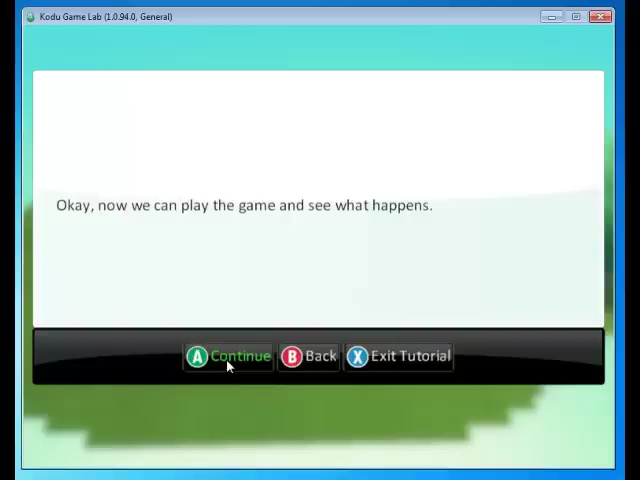 Kodu Game Lab (1.0.94.0, General)
Okay, now we can play the game and see what happens.
A Continue B Back X Exit Tutorial